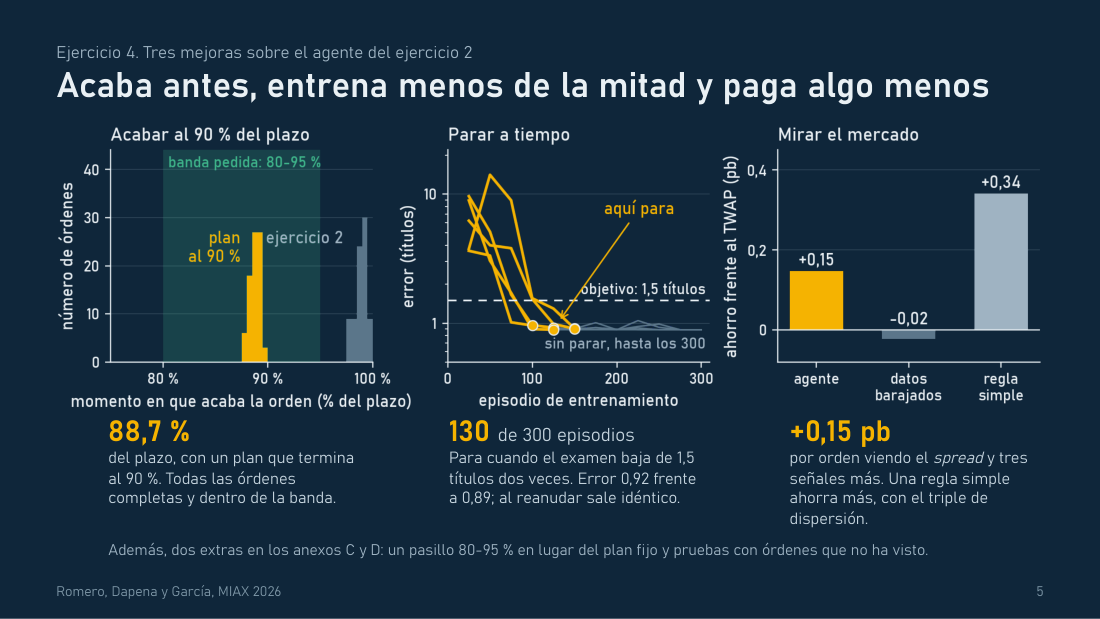 Ejercicio 4. Tres mejoras sobre el agente del ejercicio 2
Acaba antes, entrena menos de la mitad y paga algo menos
Acabar al 90 % del plazo
número de órdenes
40
30
20
10
0
banda pedida: 80-95 %
plan
al 90 %
ejercicio 2
80 %
90 %
100 %
momento en que acaba la orden (% del plazo)
88,7 %
del plazo, con un plan que termina
al 90 %. Todas las órdenes
completas y dentro de la banda.
Parar a tiempo
error (títulos)
10
1
aquí para
objetivo: 1,5 títulos
sin parar, hasta los 300
0
100
200
300
episodio de entrenamiento
130 de 300 episodios
Para cuando el examen baja de 1,5
títulos dos veces. Error 0,92 frente
a 0,89; al reanudar sale idéntico.
Mirar el mercado
ahorro frente al TWAP (pb)
0,4
0,2
0
+0,15
-0,02
+0,34
agente
datos
barajados
regla
simple
+0,15 pb
por orden viendo el spread y tres
señales más. Una regla simple
ahorra más, con el triple de
dispersión.
Además, dos extras en los anexos C y D: un pasillo 80-95 % en lugar del plan fijo y pruebas con órdenes que no ha visto.
Romero, Dapena y García, MIAX 2026
5